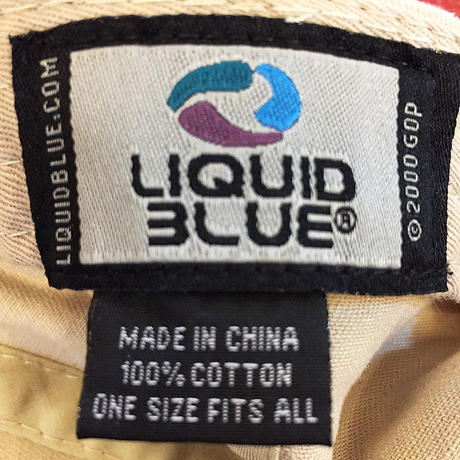 LIQUIDBLUE.COM
LIQUID
BLUE®
©2000 GDP
MADE IN CHINA
100% COTTON
ONE SIZE FITS ALL